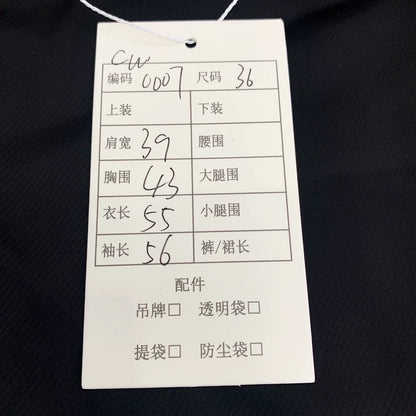 CW
编码 0007 尺码 36
上装 下装
肩宽 39 腰围
胸围 43 大腿围
衣长 55 小腿围
袖长 56 裤/裙长
配件
吊牌□ 透明袋□
提袋□ 防尘袋□